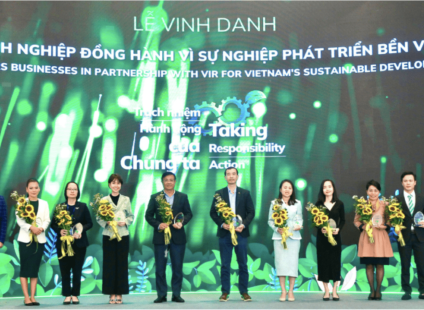 LỄ VINH DANH
H NGHIỆP ĐỒNG HÀNH VÌ SỰ NGHIỆP PHÁT TRIỂN BỀN V
S BUSINESSES IN PARTNERSHIP WITH VIR FOR VIETNAM'S SUSTAINABLE DEVELOP
Trách nhiệm
Hành động
của
Chúng ta
Taking
Responsibility
Action